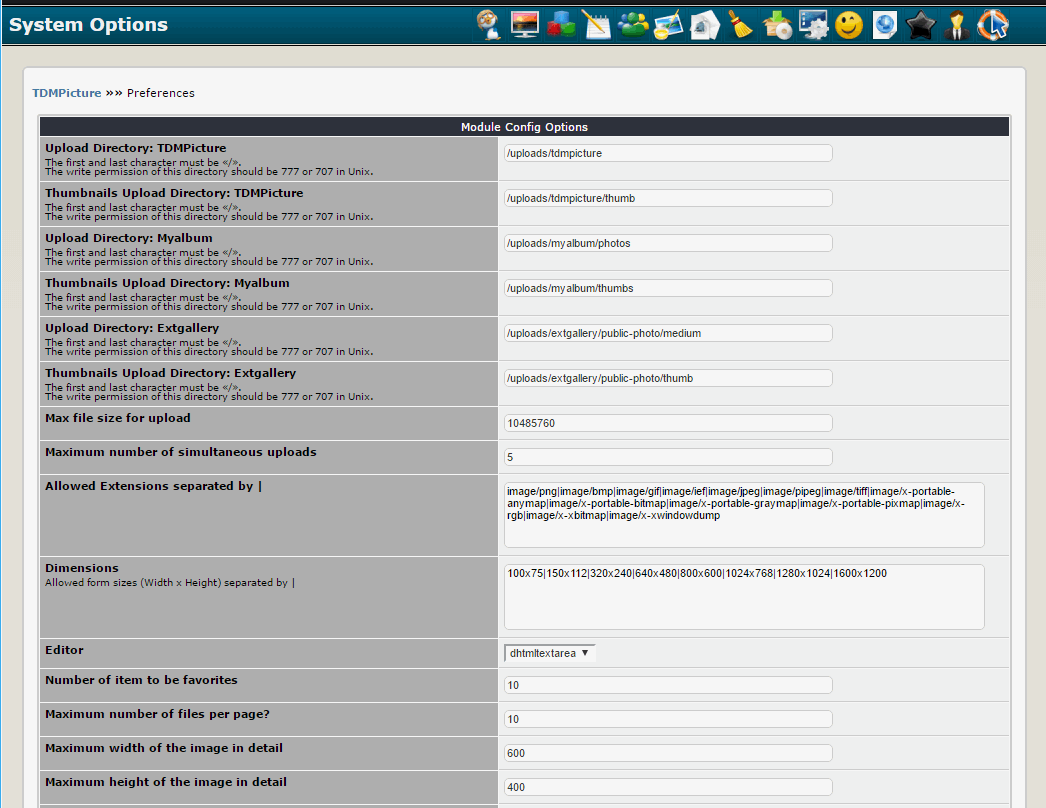 System Options
TDMPicture »» Preferences
Module Config Options
Upload Directory: TDMPicture
The first and last character must be «/».
The write permission of this directory should be 777 or 707 in Unix.
/uploads/tdmpicture
Thumbnails Upload Directory: TDMPicture
The first and last character must be «/».
The write permission of this directory should be 777 or 707 in Unix.
/uploads/tdmpicture/thumb
Upload Directory: Myalbum
The first and last character must be «/».
The write permission of this directory should be 777 or 707 in Unix.
/uploads/myalbum/photos
Thumbnails Upload Directory: Myalbum
The first and last character must be «/».
The write permission of this directory should be 777 or 707 in Unix.
/uploads/myalbum/thumbs
Upload Directory: Extgallery
The first and last character must be «/».
The write permission of this directory should be 777 or 707 in Unix.
/uploads/extgallery/public-photo/medium
Thumbnails Upload Directory: Extgallery
The first and last character must be «/».
The write permission of this directory should be 777 or 707 in Unix.
/uploads/extgallery/public-photo/thumb
Max file size for upload
10485760
Maximum number of simultaneous uploads
5
Allowed Extensions separated by |
image/png|image/bmp|image/gif|image/ief|image/jpeg|image/pipeg|image/tiff|image/x-portable-
anymap|image/x-portable-bitmap|image/x-portable-graymap|image/x-portable-pixmap|image/x-
rgb|image/x-xbitmap|image/x-xwindowdump
Dimensions
Allowed form sizes (Width x Height) separated by |
100x75|150x112|320x240|640x480|800x600|1024x768|1280x1024|1600x1200
Editor
dhtmltextarea
Number of item to be favorites
10
Maximum number of files per page?
10
Maximum width of the image in detail
600
Maximum height of the image in detail
400